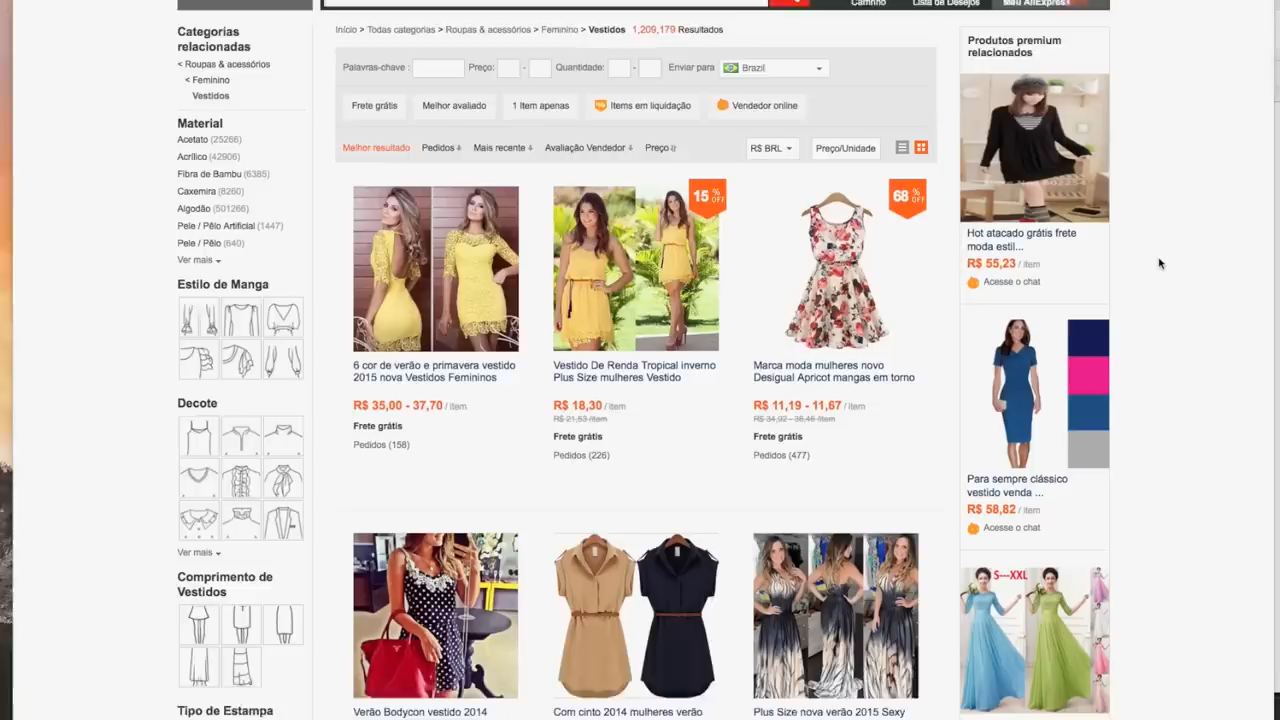 Carrinho
Lista de Desejos
Meu AliExpress
Categorias
relacionadas
< Roupas & acessórios
< Feminino
Vestidos
Material
Acetato (25266)
Acrílico (42906)
Fibra de Bambu (6385)
Caxemira (8260)
Algodão (501266)
Pele / Pêlo Artificial (1447)
Pele / Pêlo (640)
Ver mais
Estilo de Manga
Decote
Ver mais
Comprimento de
Vestidos
Tipo de Estampa
Início > Todas categorias > Roupas & acessórios > Feminino > Vestidos 1,209,179 Resultados
Palavras-chave : Preço: - Quantidade: - Enviar para Brazil
Frete grátis Melhor avaliado 1 Item apenas Items em liquidação Vendedor online
Melhor resultado Pedidos Mais recente Avaliação Vendedor Preço R$ BRL Preço/Unidade
6 cor de verão e primavera vestido
2015 nova Vestidos Femininos
R$ 35,00 - 37,70 / item
Frete grátis
Pedidos (158)
15 % OFF
Vestido De Renda Tropical inverno
Plus Size mulheres Vestido
R$ 18,30 / item
R$ 21,53 /item
Frete grátis
Pedidos (226)
68 % OFF
Marca moda mulheres novo
Desigual Apricot mangas em torno
R$ 11,19 - 11,67 / item
R$ 34,92 - 36,46 /item
Frete grátis
Pedidos (477)
Verão Bodycon vestido 2014
Com cinto 2014 mulheres verão
Plus Size nova verão 2015 Sexy
Produtos premium
relacionados
Hot atacado grátis frete
moda estil...
R$ 55,23 / item
Acesse o chat
Para sempre clássico
vestido venda ...
R$ 58,82 / item
Acesse o chat
S---XXL